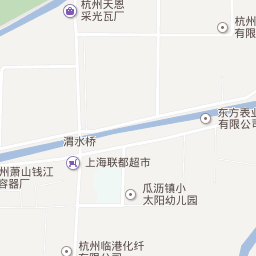 杭州天恩
采光瓦厂
杭州
有限
东方表业
有限公司
渭水桥
上海联都超市
州萧山钱江
容器厂
瓜沥镇小
太阳幼儿园
杭州临港化纤
有限公司